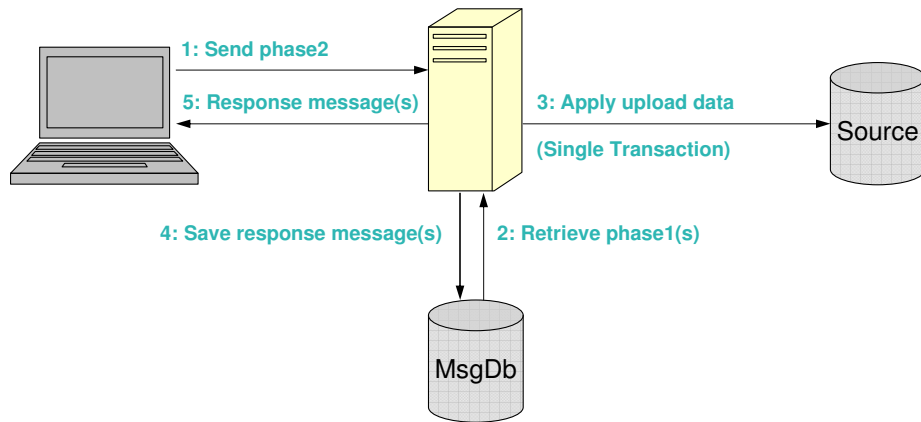 1: Send phase2
5: Response message(s)
3: Apply upload data
(Single Transaction)
Source
4: Save response message(s)
2: Retrieve phase1(s)
MsgDb